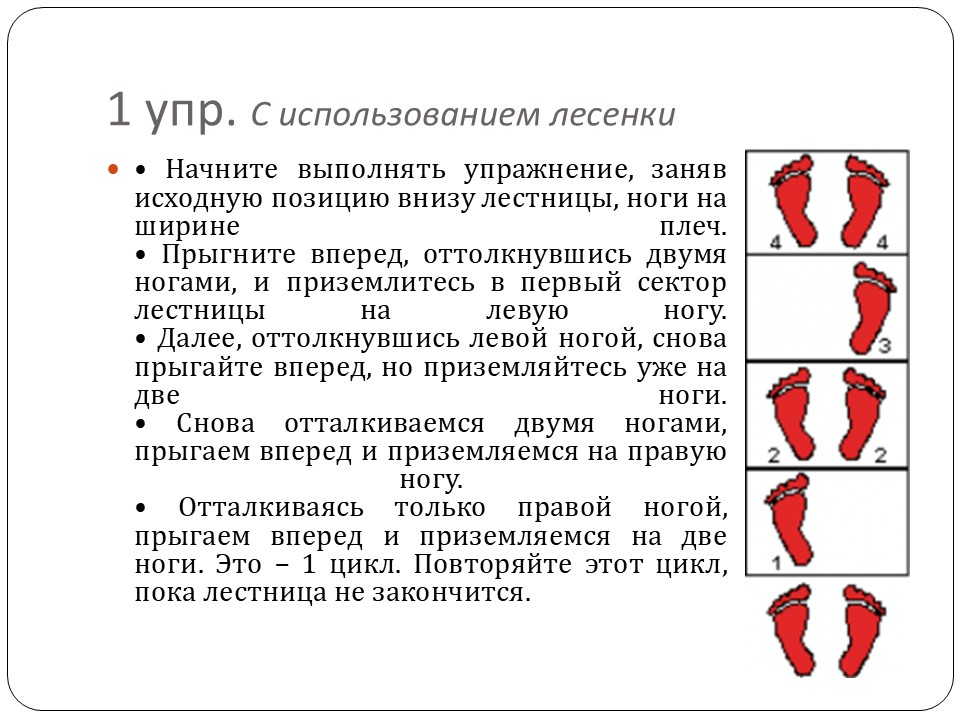 1 упр. С использованием лесенки
• • Начните выполнять упражнение, заняв
исходную позицию внизу лестницы, ноги на
ширине плеч.
• Прыгните вперед, оттолкнувшись двумя
ногами, и приземлитесь в первый сектор
лестницы на левую ногу.
• Далее, оттолкнувшись левой ногой, снова
прыгайте вперед, но приземляйтесь уже на
две ноги.
• Снова отталкиваемся двумя ногами,
прыгаем вперед и приземляемся на правую
ногу.
• Отталкиваясь только правой ногой,
прыгаем вперед и приземляемся на две
ноги. Это – 1 цикл. Повторяйте этот цикл,
пока лестница не закончится.
4 4
3
2 2
1